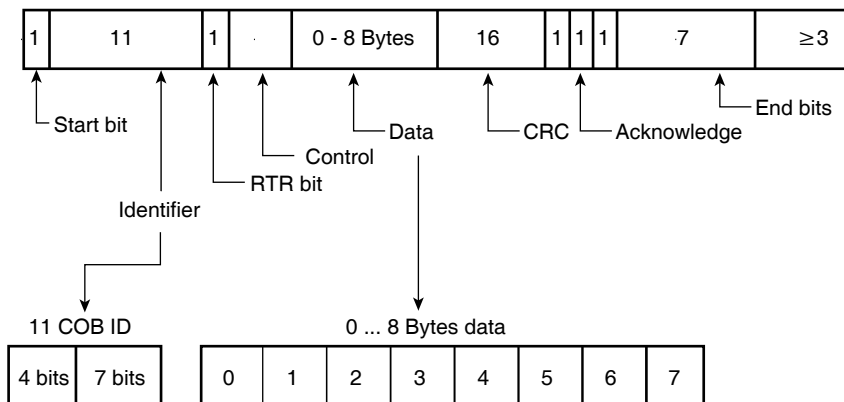 1 11 1 0 - 8 Bytes 16 1 1 1 7 ≥3
Start bit
Identifier
RTR bit
Control
Data
CRC
Acknowledge
End bits
11 COB ID
4 bits 7 bits
0 ... 8 Bytes data
0 1 2 3 4 5 6 7